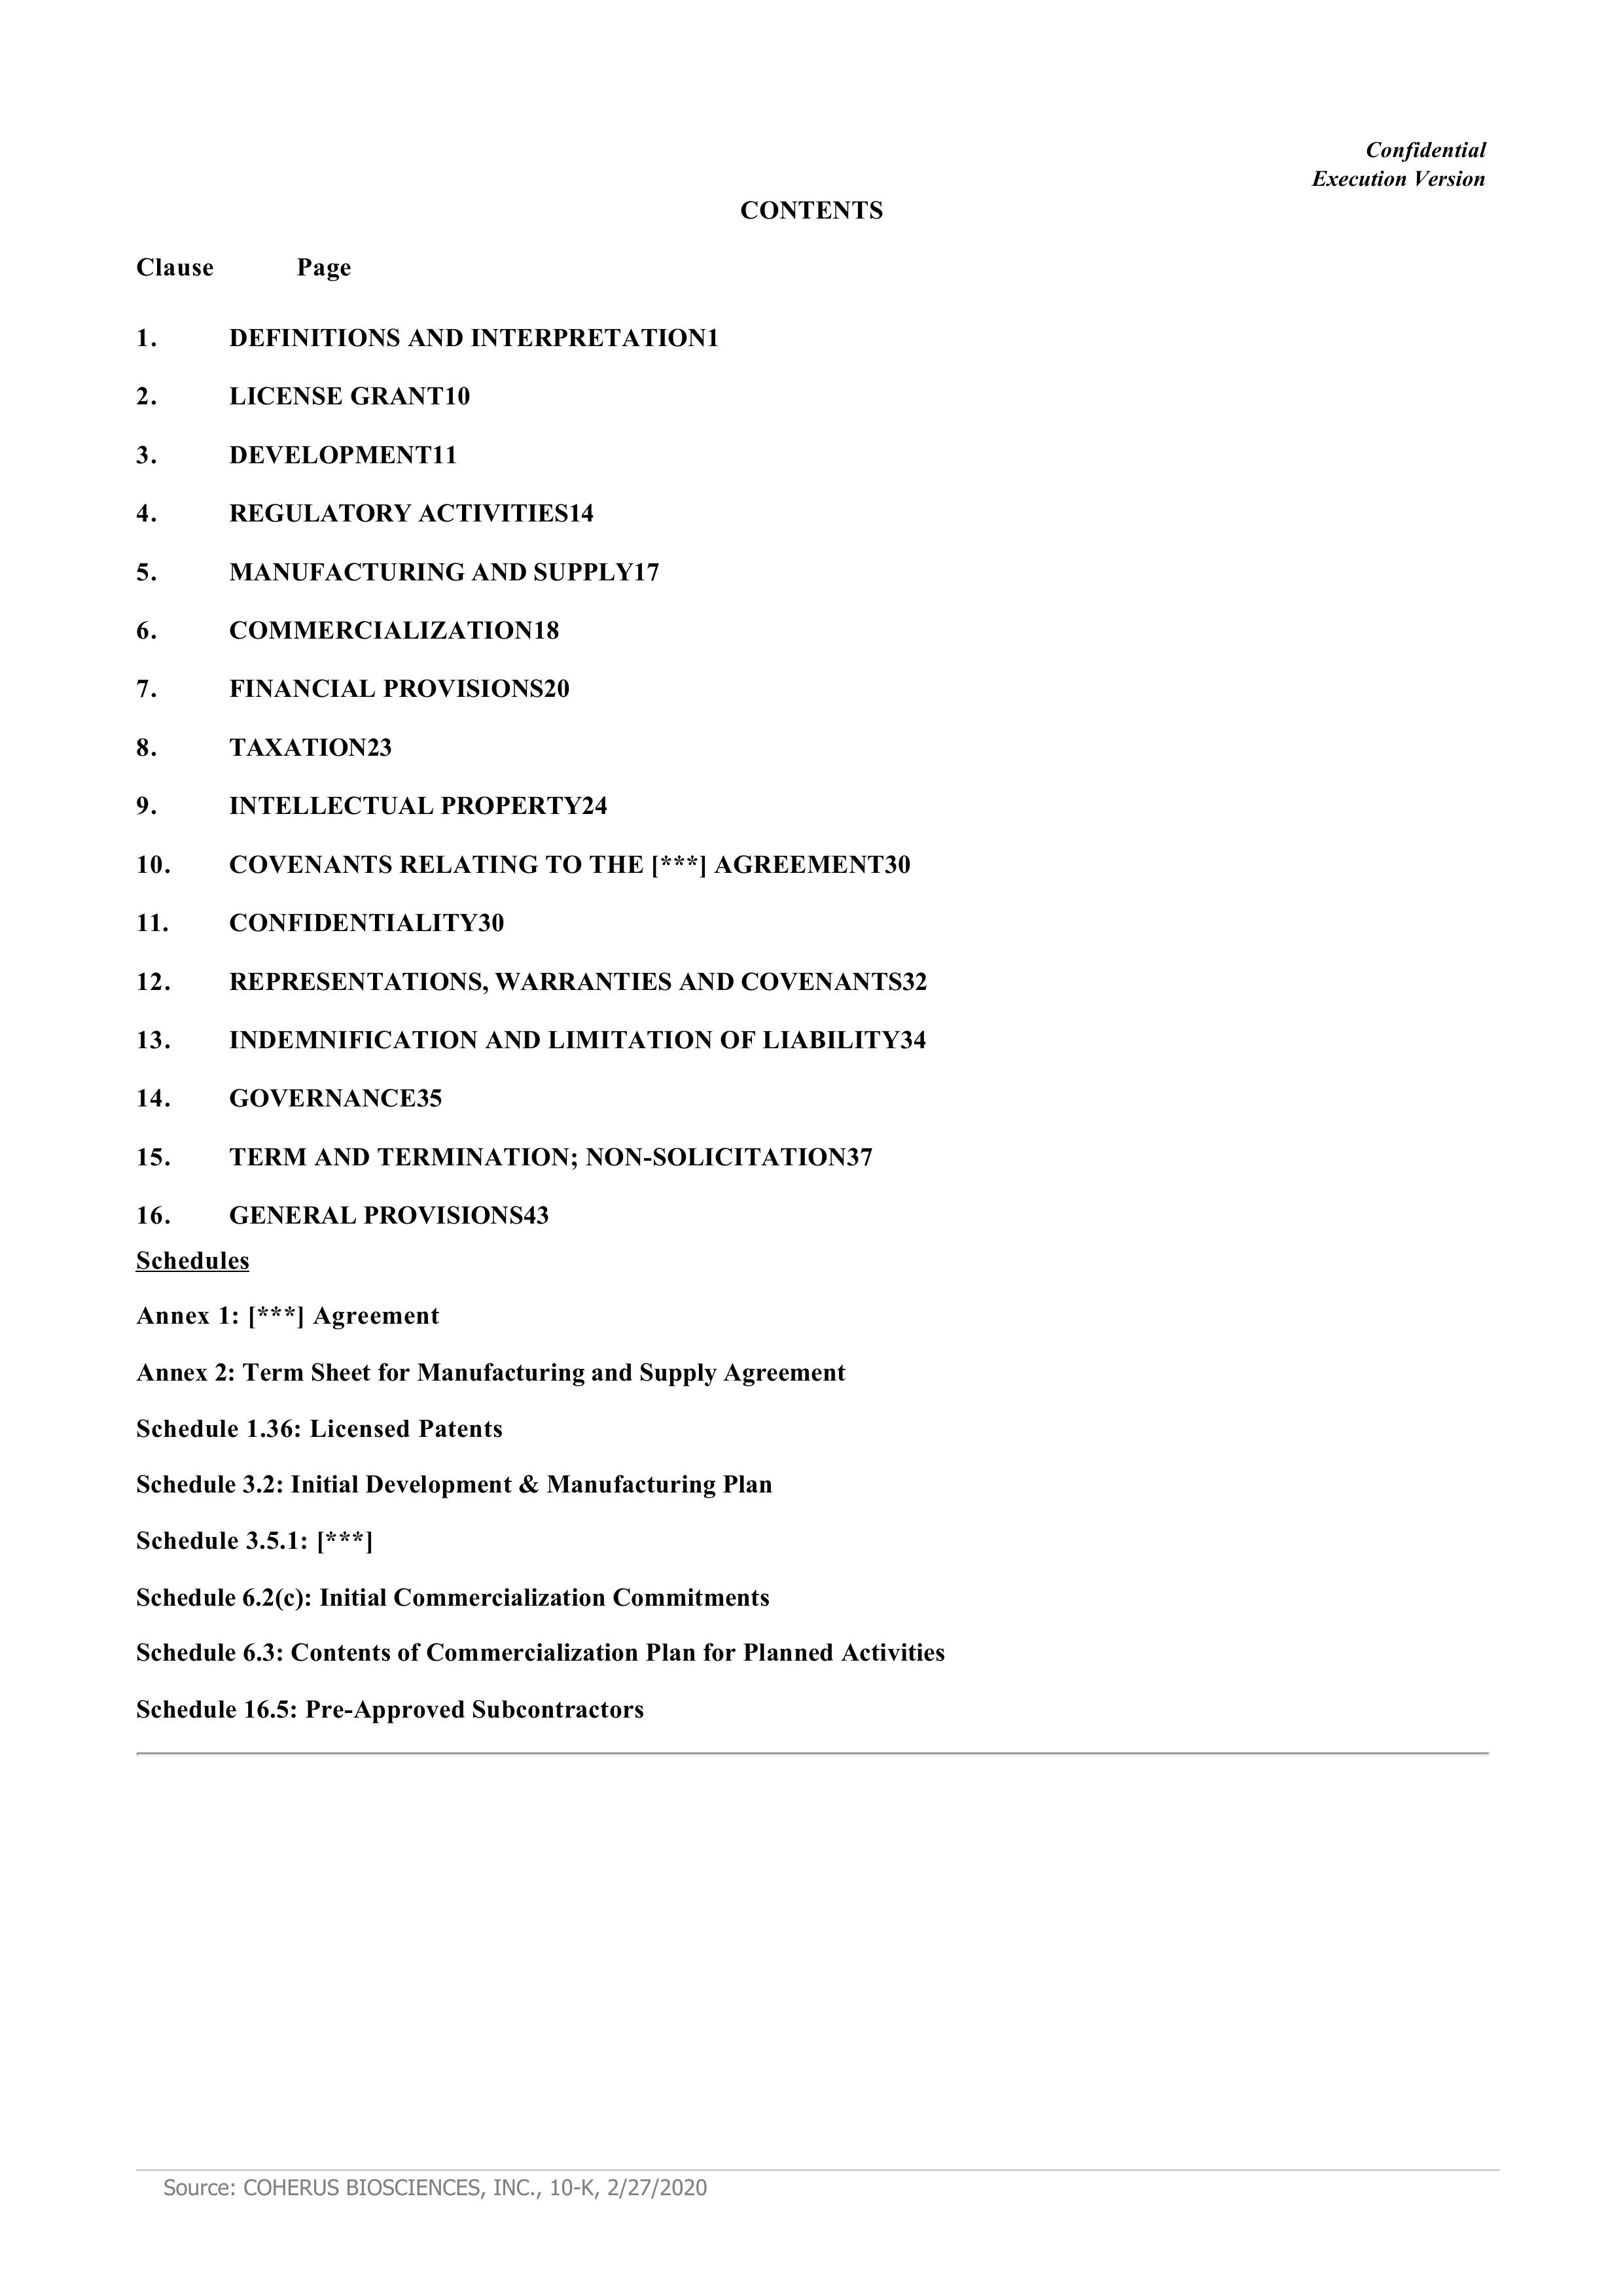 Confidential
Execution Version
CONTENTS
Clause Page
1. DEFINITIONS AND INTERPRETATION1
2. LICENSE GRANT10
3. DEVELOPMENT11
4. REGULATORY ACTIVITIES14
5. MANUFACTURING AND SUPPLY17
6. COMMERCIALIZATION18
7. FINANCIAL PROVISIONS20
8. TAXATION23
9. INTELLECTUAL PROPERTY24
10. COVENANTS RELATING TO THE [***] AGREEMENT30
11. CONFIDENTIALITY30
12. REPRESENTATIONS, WARRANTIES AND COVENANTS32
13. INDEMNIFICATION AND LIMITATION OF LIABILITY34
14. GOVERNANCE35
15. TERM AND TERMINATION; NON-SOLICITATION37
16. GENERAL PROVISIONS43
Schedules
Annex 1: [***] Agreement
Annex 2: Term Sheet for Manufacturing and Supply Agreement
Schedule 1.36: Licensed Patents
Schedule 3.2: Initial Development & Manufacturing Plan
Schedule 3.5.1: [***]
Schedule 6.2(c): Initial Commercialization Commitments
Schedule 6.3: Contents of Commercialization Plan for Planned Activities
Schedule 16.5: Pre-Approved Subcontractors
Source: COHERUS BIOSCIENCES, INC., 10-K, 2/27/2020